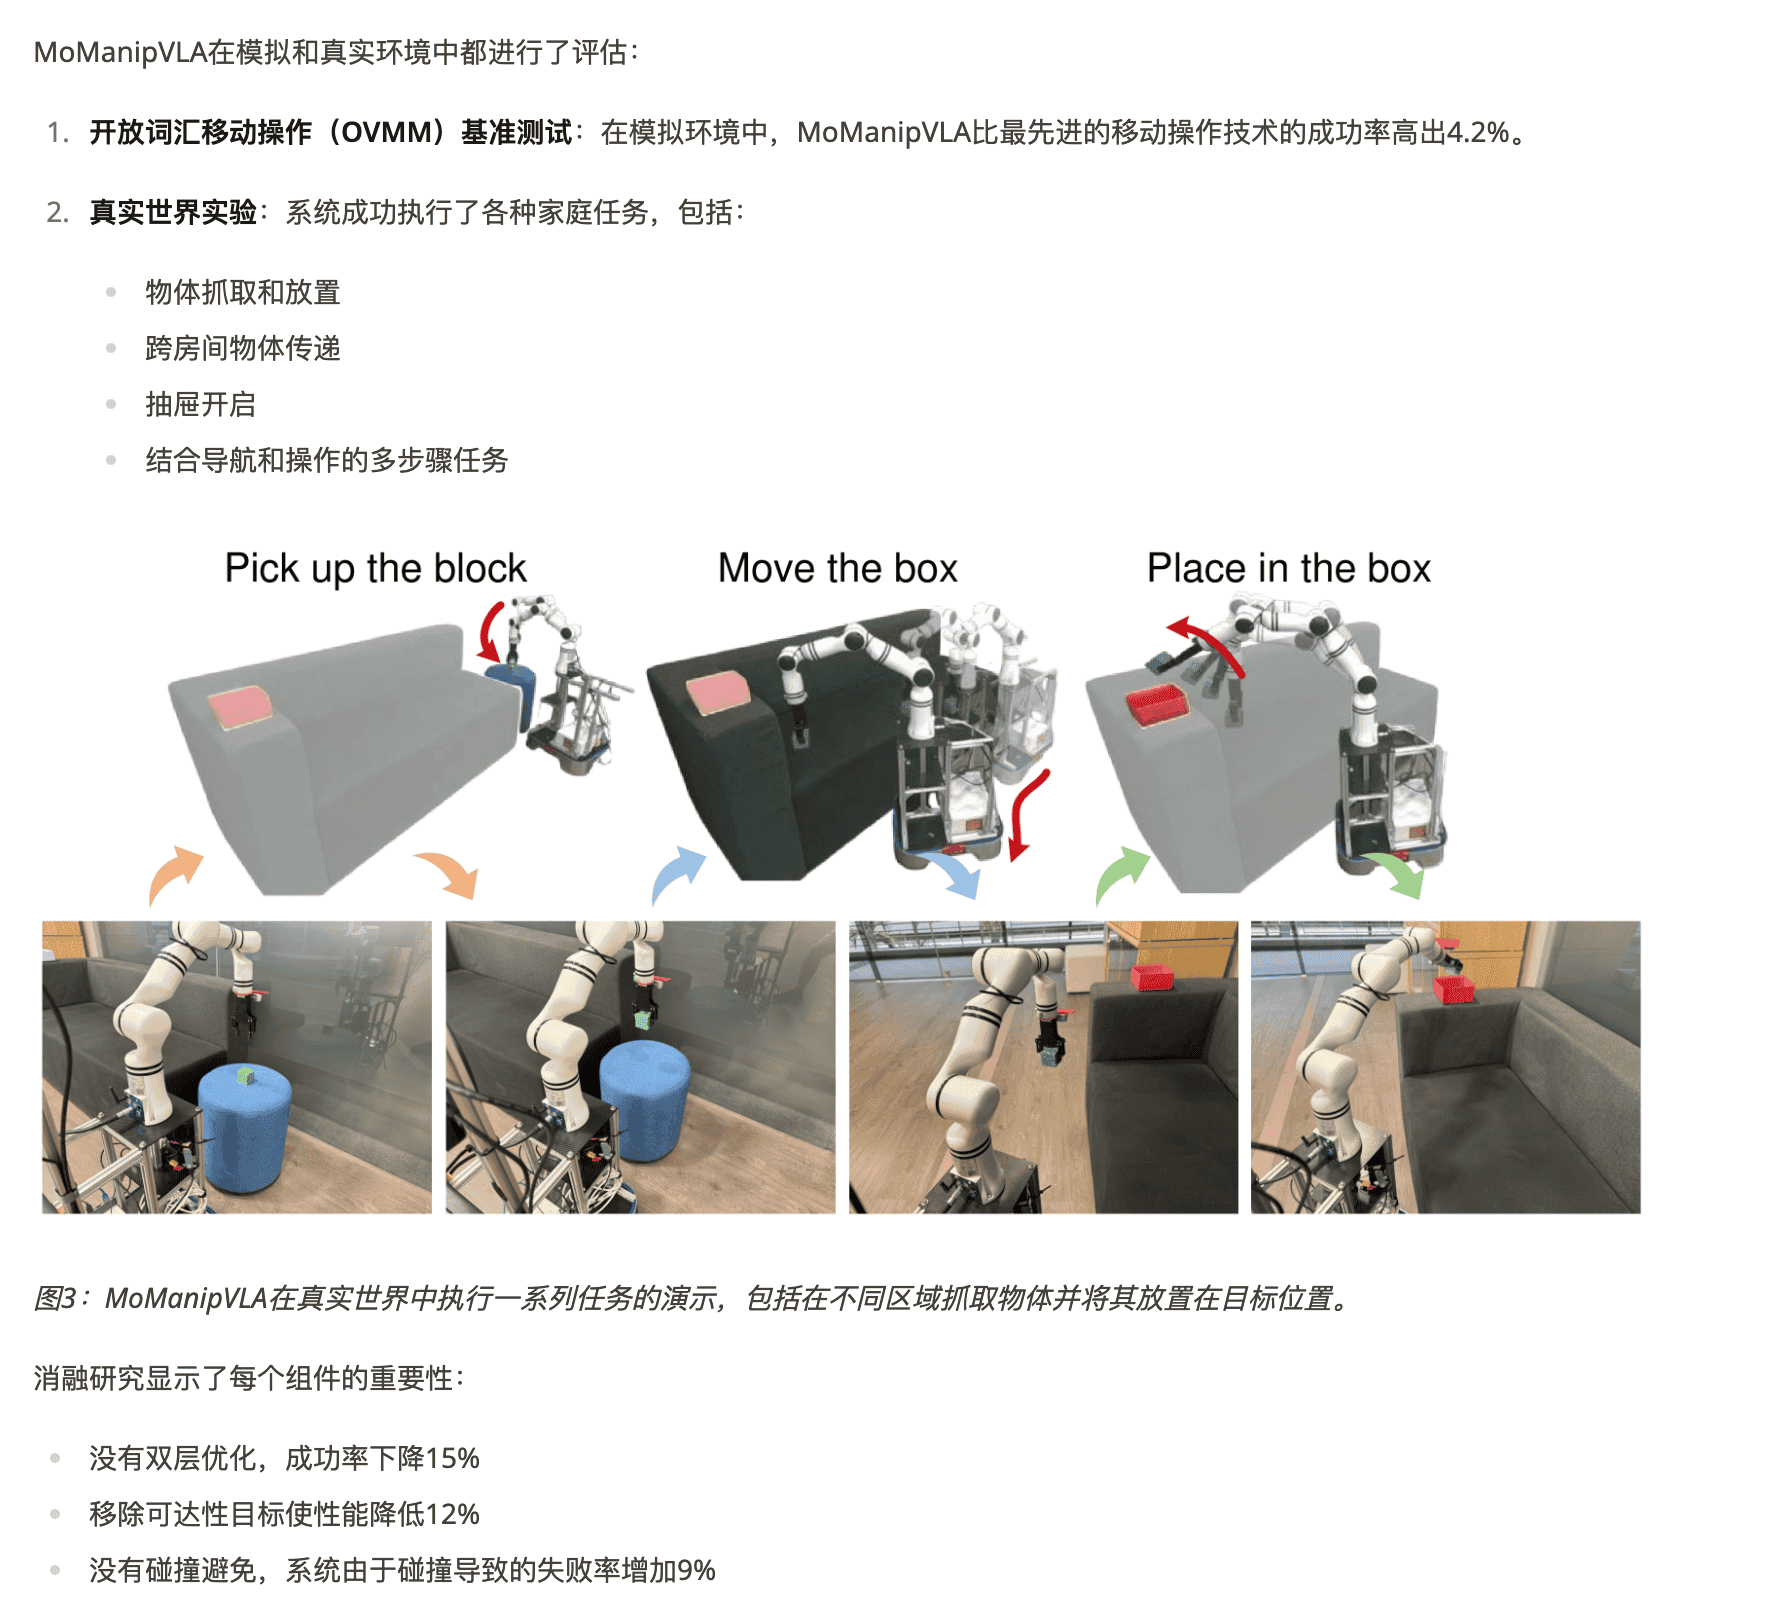 MoManipVLA在模拟和真实环境中都进行了评估：
1. 开放词汇移动操作（OVMM）基准测试：在模拟环境中，MoManipVLA比最先进的移动操作技术的成功率高出4.2%。
2. 真实世界实验：系统成功执行了各种家庭任务，包括：
物体抓取和放置
跨房间物体传递
抽屉开启
结合导航和操作的多步骤任务
Pick up the block
Move the box
Place in the box
图3：MoManipVLA在真实世界中执行一系列任务的演示，包括在不同区域抓取物体并将其放置在目标位置。
消融研究显示了每个组件的重要性：
没有双层优化，成功率下降15%
移除可达性目标使性能降低12%
没有碰撞避免，系统由于碰撞导致的失败率增加9%